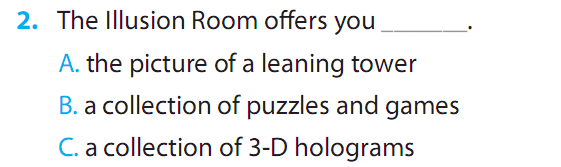 2. The Illusion Room offers you ________.
A. the picture of a leaning tower
B. a collection of puzzles and games
C. a collection of 3-D holograms